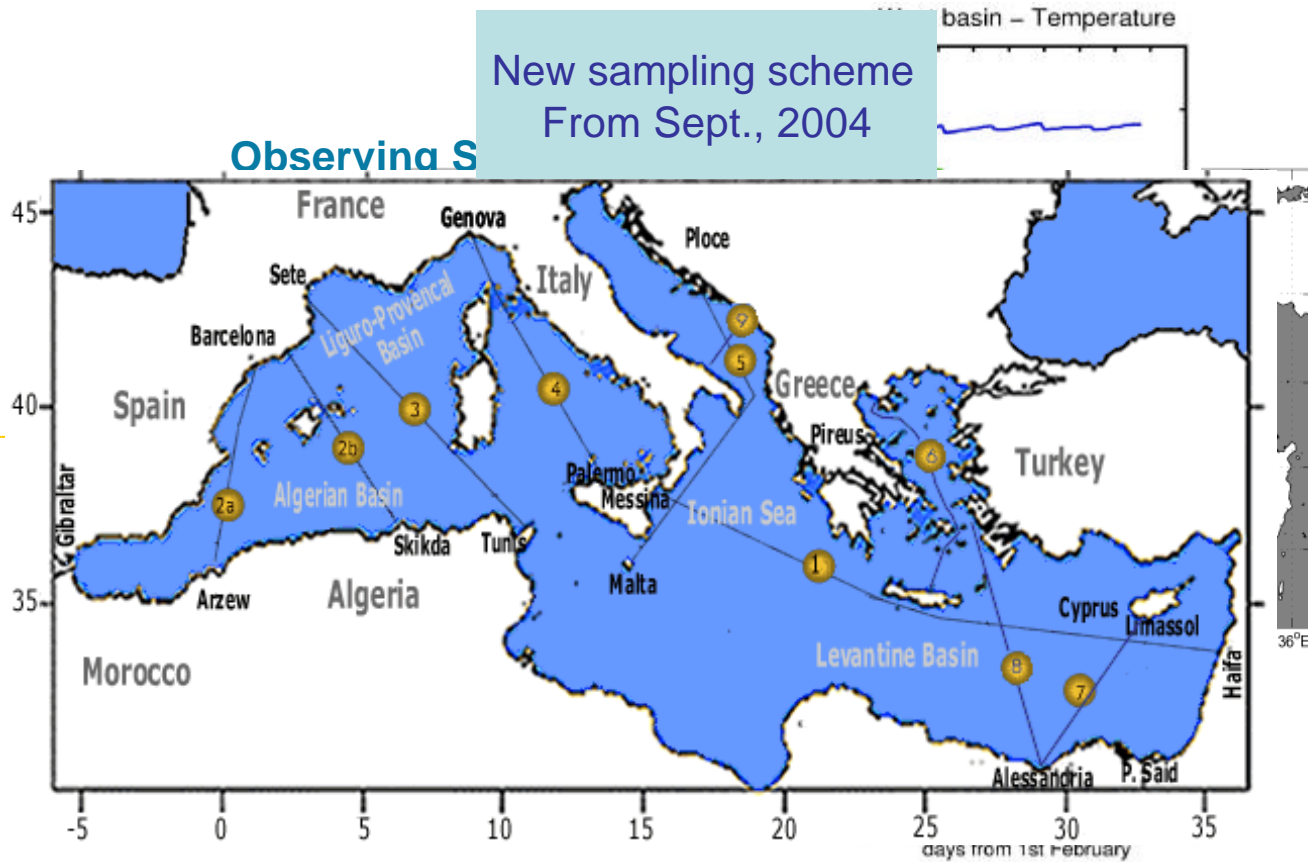 basin – Temperature
New sampling scheme
From Sept., 2004
Observing S
45
France
Genova
Ploce
Sete
Italy
Liguro-Provencal
Basin
Barcelona
9
5
Greece
40
Spain
4
3
Pireus
2b
6
Turkey
Gibraltar
Palermo
Messina
Algerian Basin
2a
Ionian Sea
Skikda
Tunis
1
Malta
Arzew
Algeria
35
Cyprus
Limassol
36°E
Levantine Basin
Morocco
8
7
Haifa
Alessandria
P. Said
-5 0 5 10 15 20 25 30 35
days from 1st February